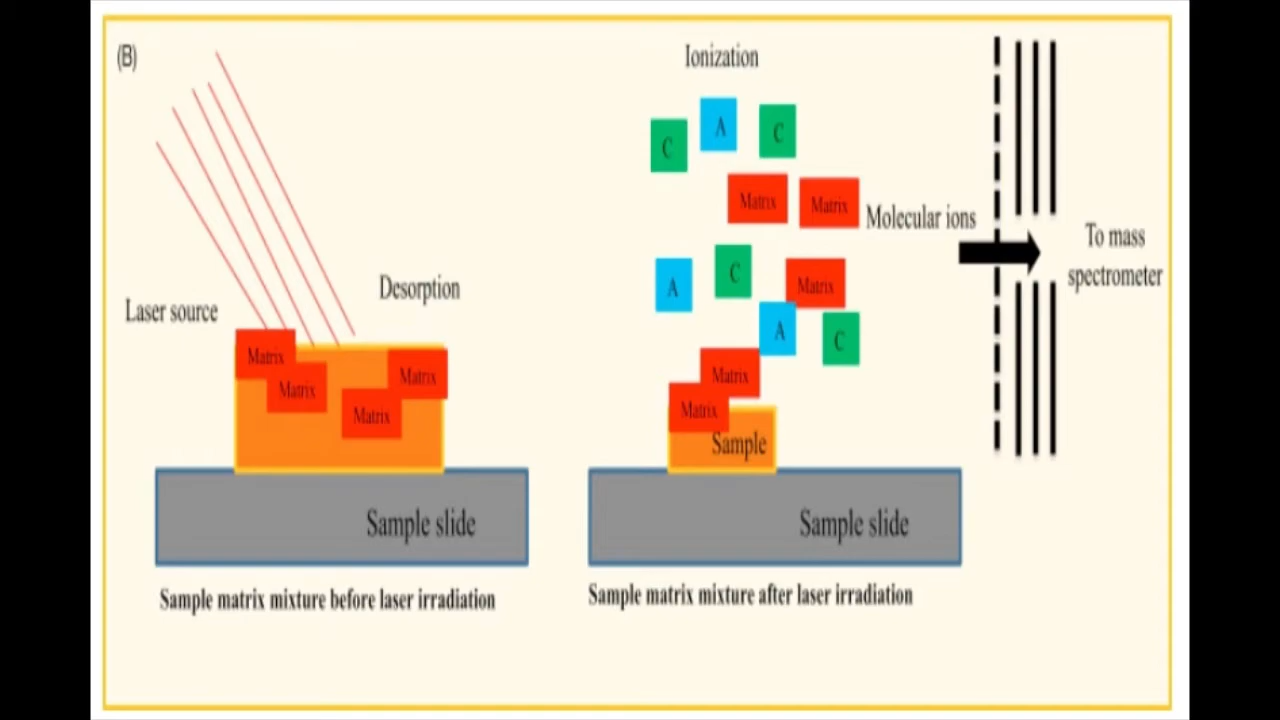 (B)
Ionization
C
A
C
Matrix
Matrix
Molecular ions
To mass
spectrometer
A
C
Matrix
A
C
Desorption
Laser source
Matrix
Matrix
Matrix
Matrix
Matrix
Matrix
Sample
Sample slide
Sample slide
Sample matrix mixture before laser irradiation
Sample matrix mixture after laser irradiation